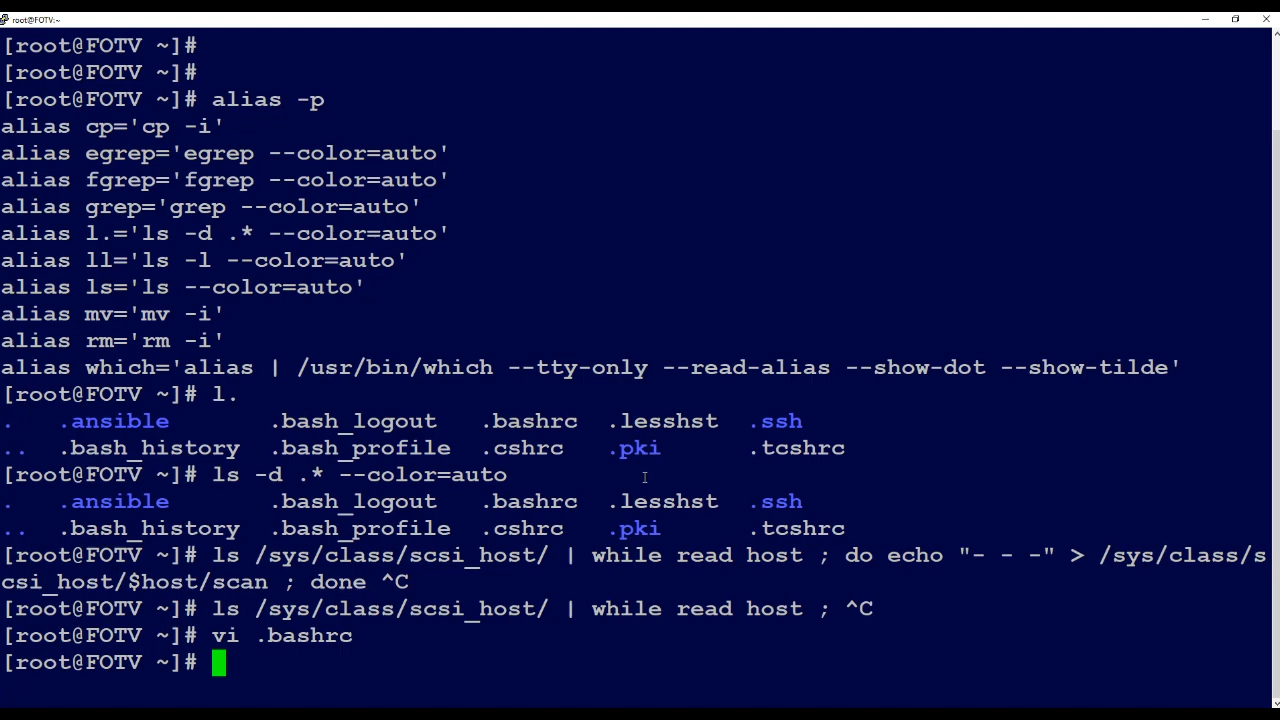 root@FOTV:~
[root@FOTV ~]#
[root@FOTV ~]#
[root@FOTV ~]# alias -p
alias cp='cp -i'
alias egrep='egrep --color=auto'
alias fgrep='fgrep --color=auto'
alias grep='grep --color=auto'
alias l.='ls -d .* --color=auto'
alias ll='ls -l --color=auto'
alias ls='ls --color=auto'
alias mv='mv -i'
alias rm='rm -i'
alias which='alias | /usr/bin/which --tty-only --read-alias --show-dot --show-tilde'
[root@FOTV ~]# l.
.   .ansible       .bash_logout   .bashrc  .lesshst  .ssh
..  .bash_history  .bash_profile  .cshrc   .pki      .tcshrc
[root@FOTV ~]# ls -d .* --color=auto
.   .ansible       .bash_logout   .bashrc  .lesshst  .ssh
..  .bash_history  .bash_profile  .cshrc   .pki      .tcshrc
[root@FOTV ~]# ls /sys/class/scsi_host/ | while read host ; do echo "- - -" > /sys/class/s
csi_host/$host/scan ; done ^C
[root@FOTV ~]# ls /sys/class/scsi_host/ | while read host ; ^C
[root@FOTV ~]# vi .bashrc
[root@FOTV ~]#